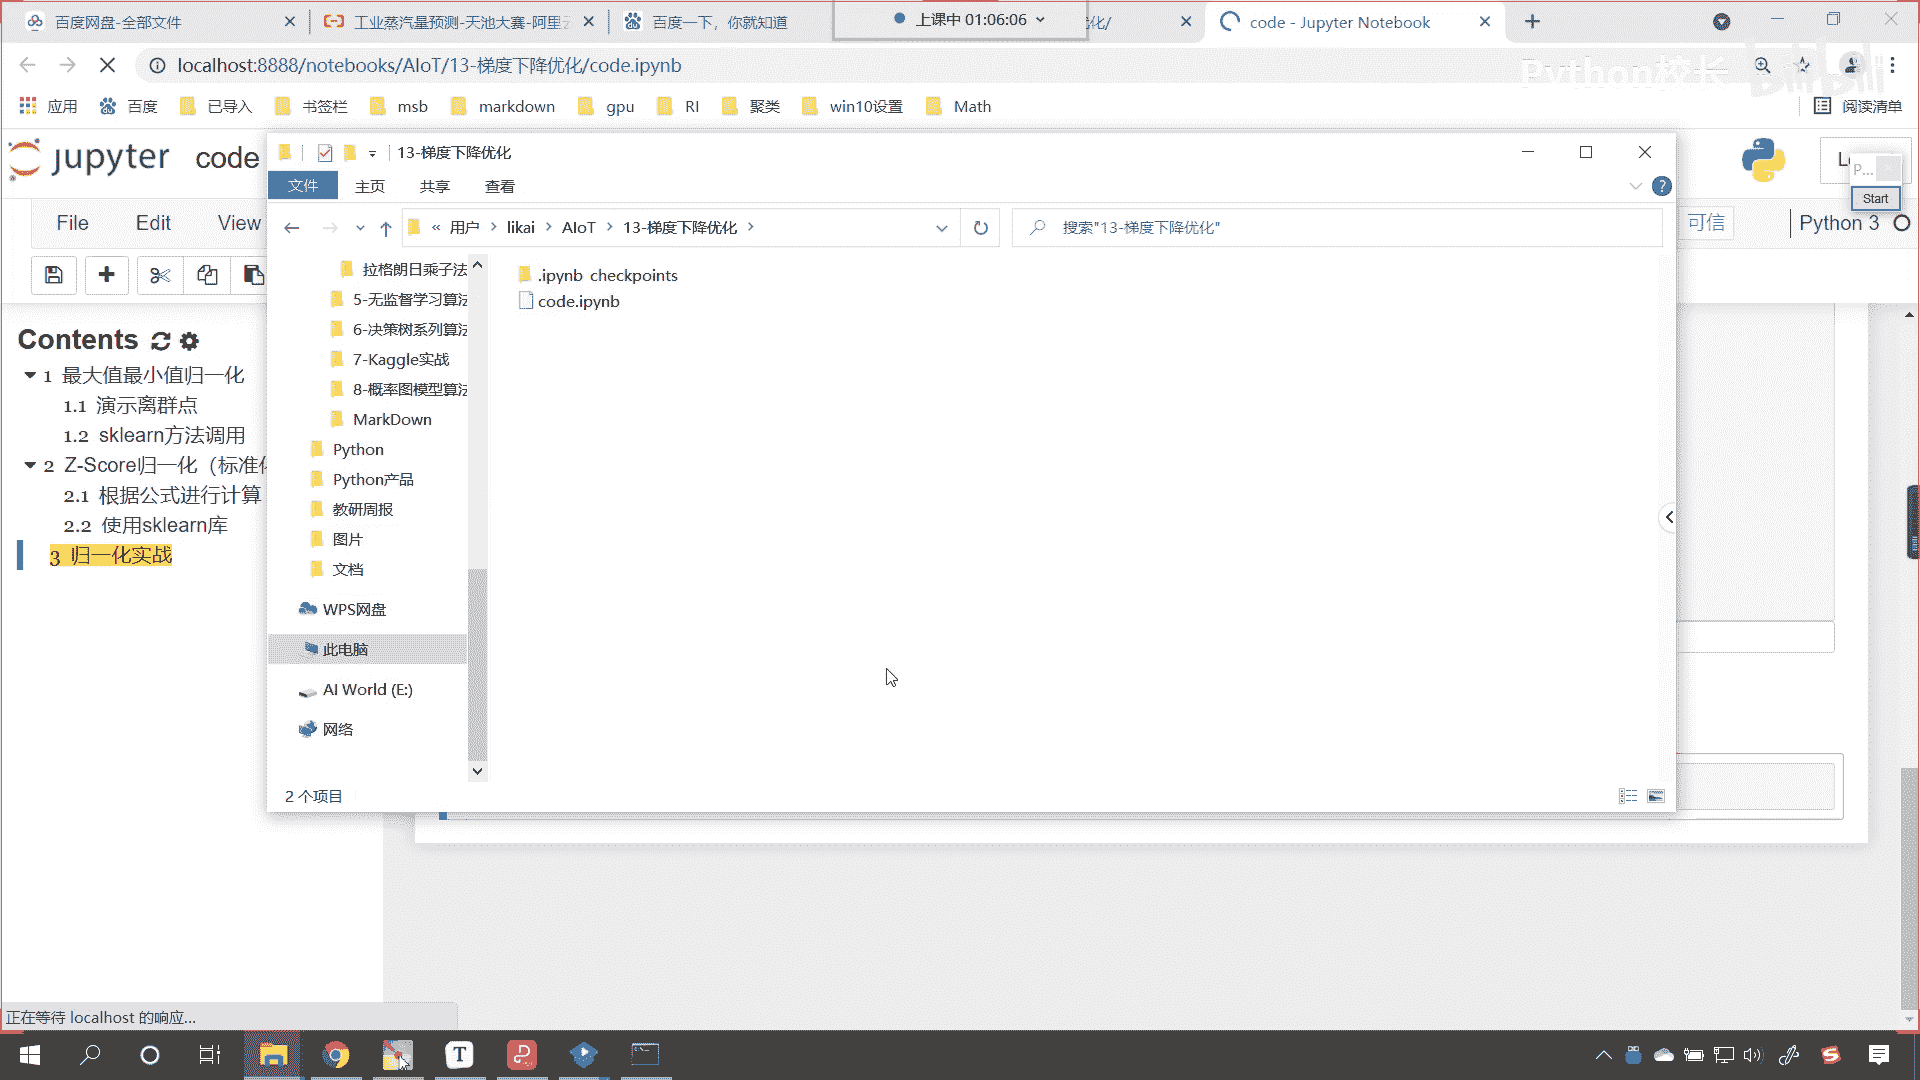 百度网盘-全部文件
工业蒸汽量预测-天池大赛-阿里云
百度一下，你就知道
上课中 01:06:06
优化/
code - Jupyter Notebook
localhost:8888/notebooks/AIoT/13-梯度下降优化/code.ipynb
Python校长
bilibili
应用
百度
已导入
书签栏
msb
markdown
gpu
RI
聚类
win10设置
Math
阅读清单
jupyter
code
P...
Start
File
Edit
View
可信
Python 3
13-梯度下降优化
文件
主页
共享
查看
« 用户 > likai > AIoT > 13-梯度下降优化 >
搜索"13-梯度下降优化"
拉格朗日乘子法
5-无监督学习算法
6-决策树系列算法
7-Kaggle实战
8-概率图模型算法
MarkDown
Python
Python产品
教研周报
图片
文档
WPS网盘
此电脑
AI World (E:)
网络
.ipynb_checkpoints
code.ipynb
2 个项目
Contents
1 最大值最小值归一化
1.1 演示离群点
1.2 sklearn方法调用
2 Z-Score归一化（标准化
2.1 根据公式进行计算
2.2 使用sklearn库
3 归一化实战
正在等待 localhost 的响应...